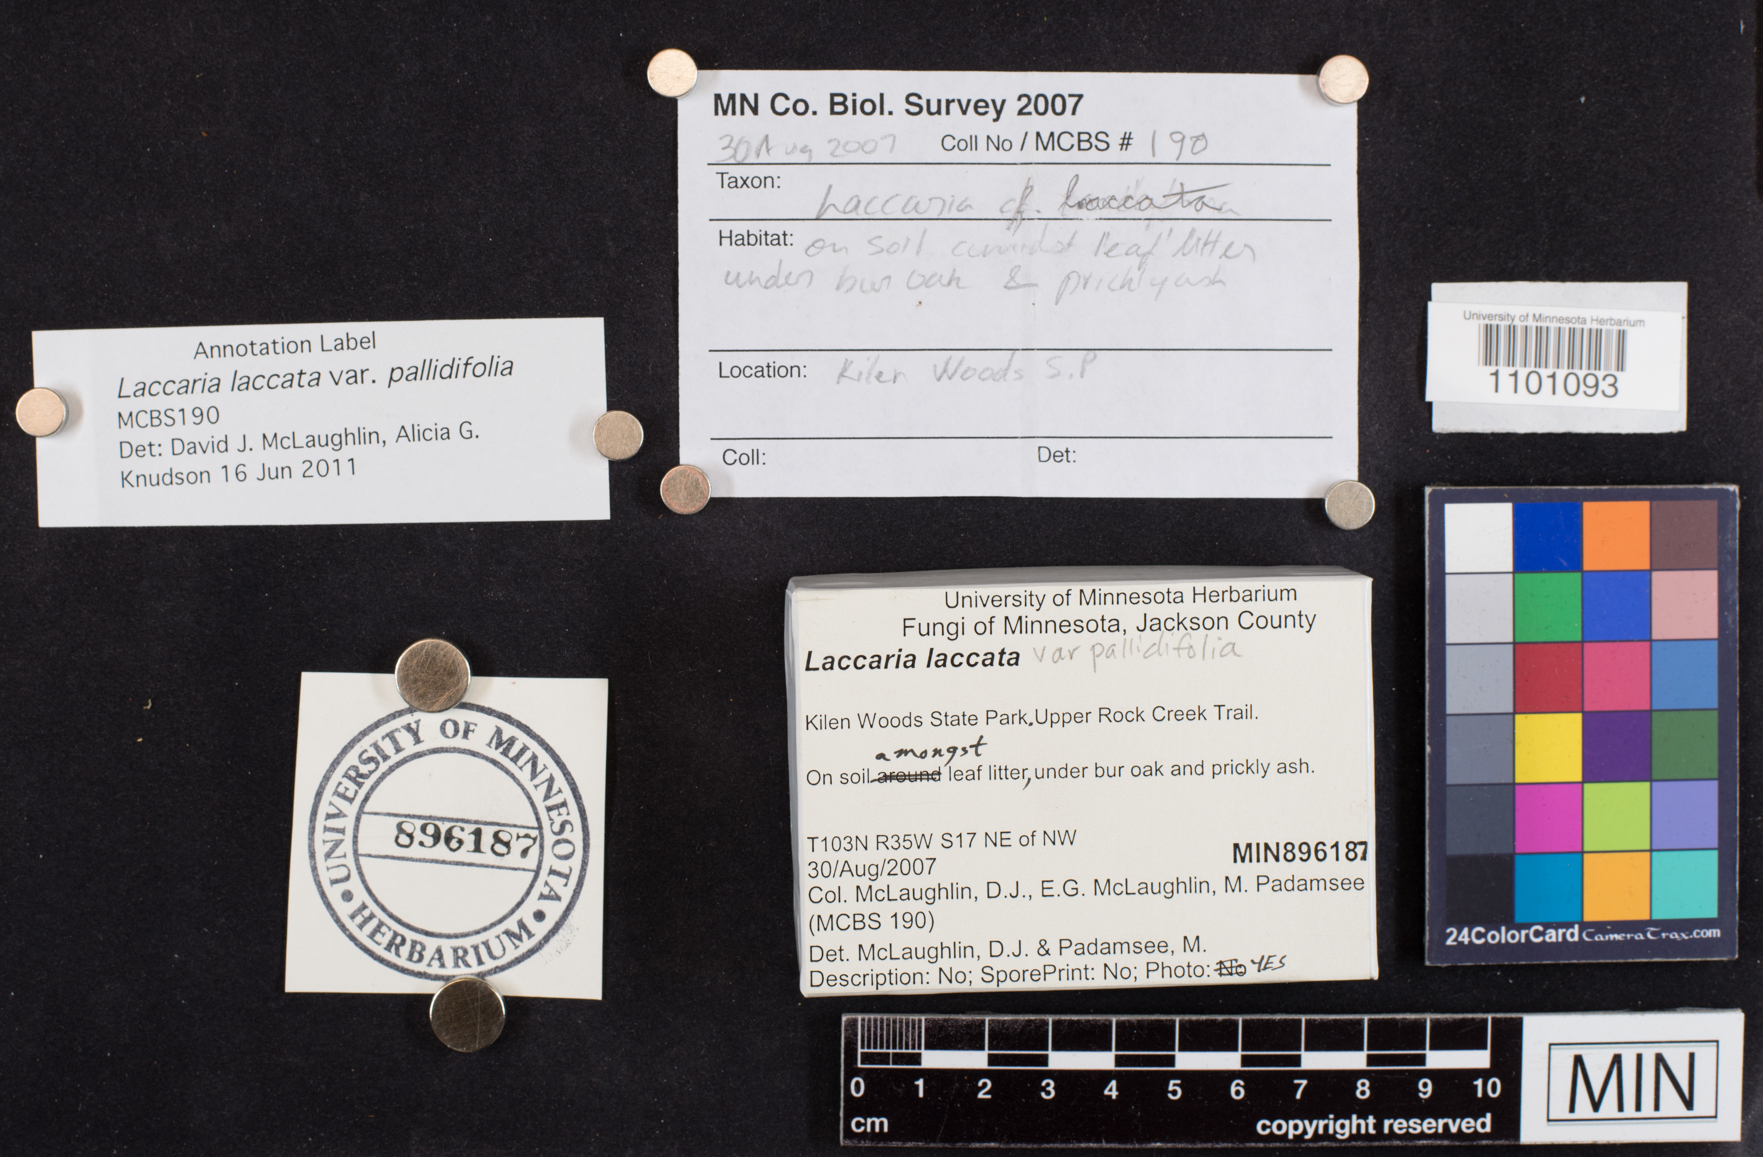 MN Co. Biol. Survey 2007
30 Aug 2007 Coll No / MCBS # 190
Taxon: Laccaria cf. laccata
Habitat: on soil amidst leaf litter
under bur oak & prickly ash
Location: Kilen Woods S.P
Coll: Det:
Annotation Label
Laccaria laccata var. pallidifolia
MCBS190
Det: David J. McLaughlin, Alicia G.
Knudson 16 Jun 2011
University of Minnesota Herbarium
1101093
UNIVERSITY OF MINNESOTA
896187
HERBARIUM
University of Minnesota Herbarium
Fungi of Minnesota, Jackson County
Laccaria laccata var pallidifolia
Kilen Woods State Park, Upper Rock Creek Trail.
amongst
On soil around leaf litter, under bur oak and prickly ash.
T103N R35W S17 NE of NW
MIN896187
30/Aug/2007
Col. McLaughlin, D.J., E.G. McLaughlin, M. Padamsee
(MCBS 190)
Det. McLaughlin, D.J. & Padamsee, M.
Description: No; SporePrint: No; Photo: No YES
24ColorCard CameraTrax.com
0 1 2 3 4 5 6 7 8 9 10
cm copyright reserved
MIN